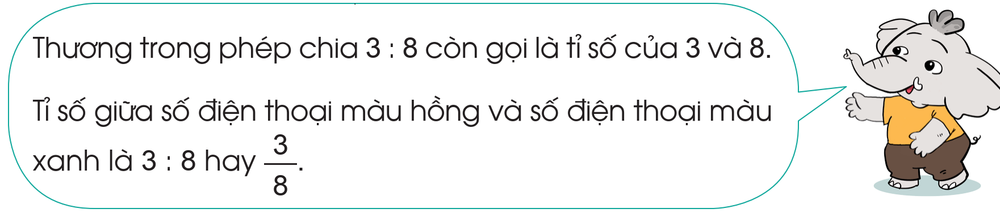 Thương trong phép chia 3 : 8 còn gọi là tỉ số của 3 và 8.
Tỉ số giữa số điện thoại màu hồng và số điện thoại màu
xanh là 3 : 8 hay 3/8.